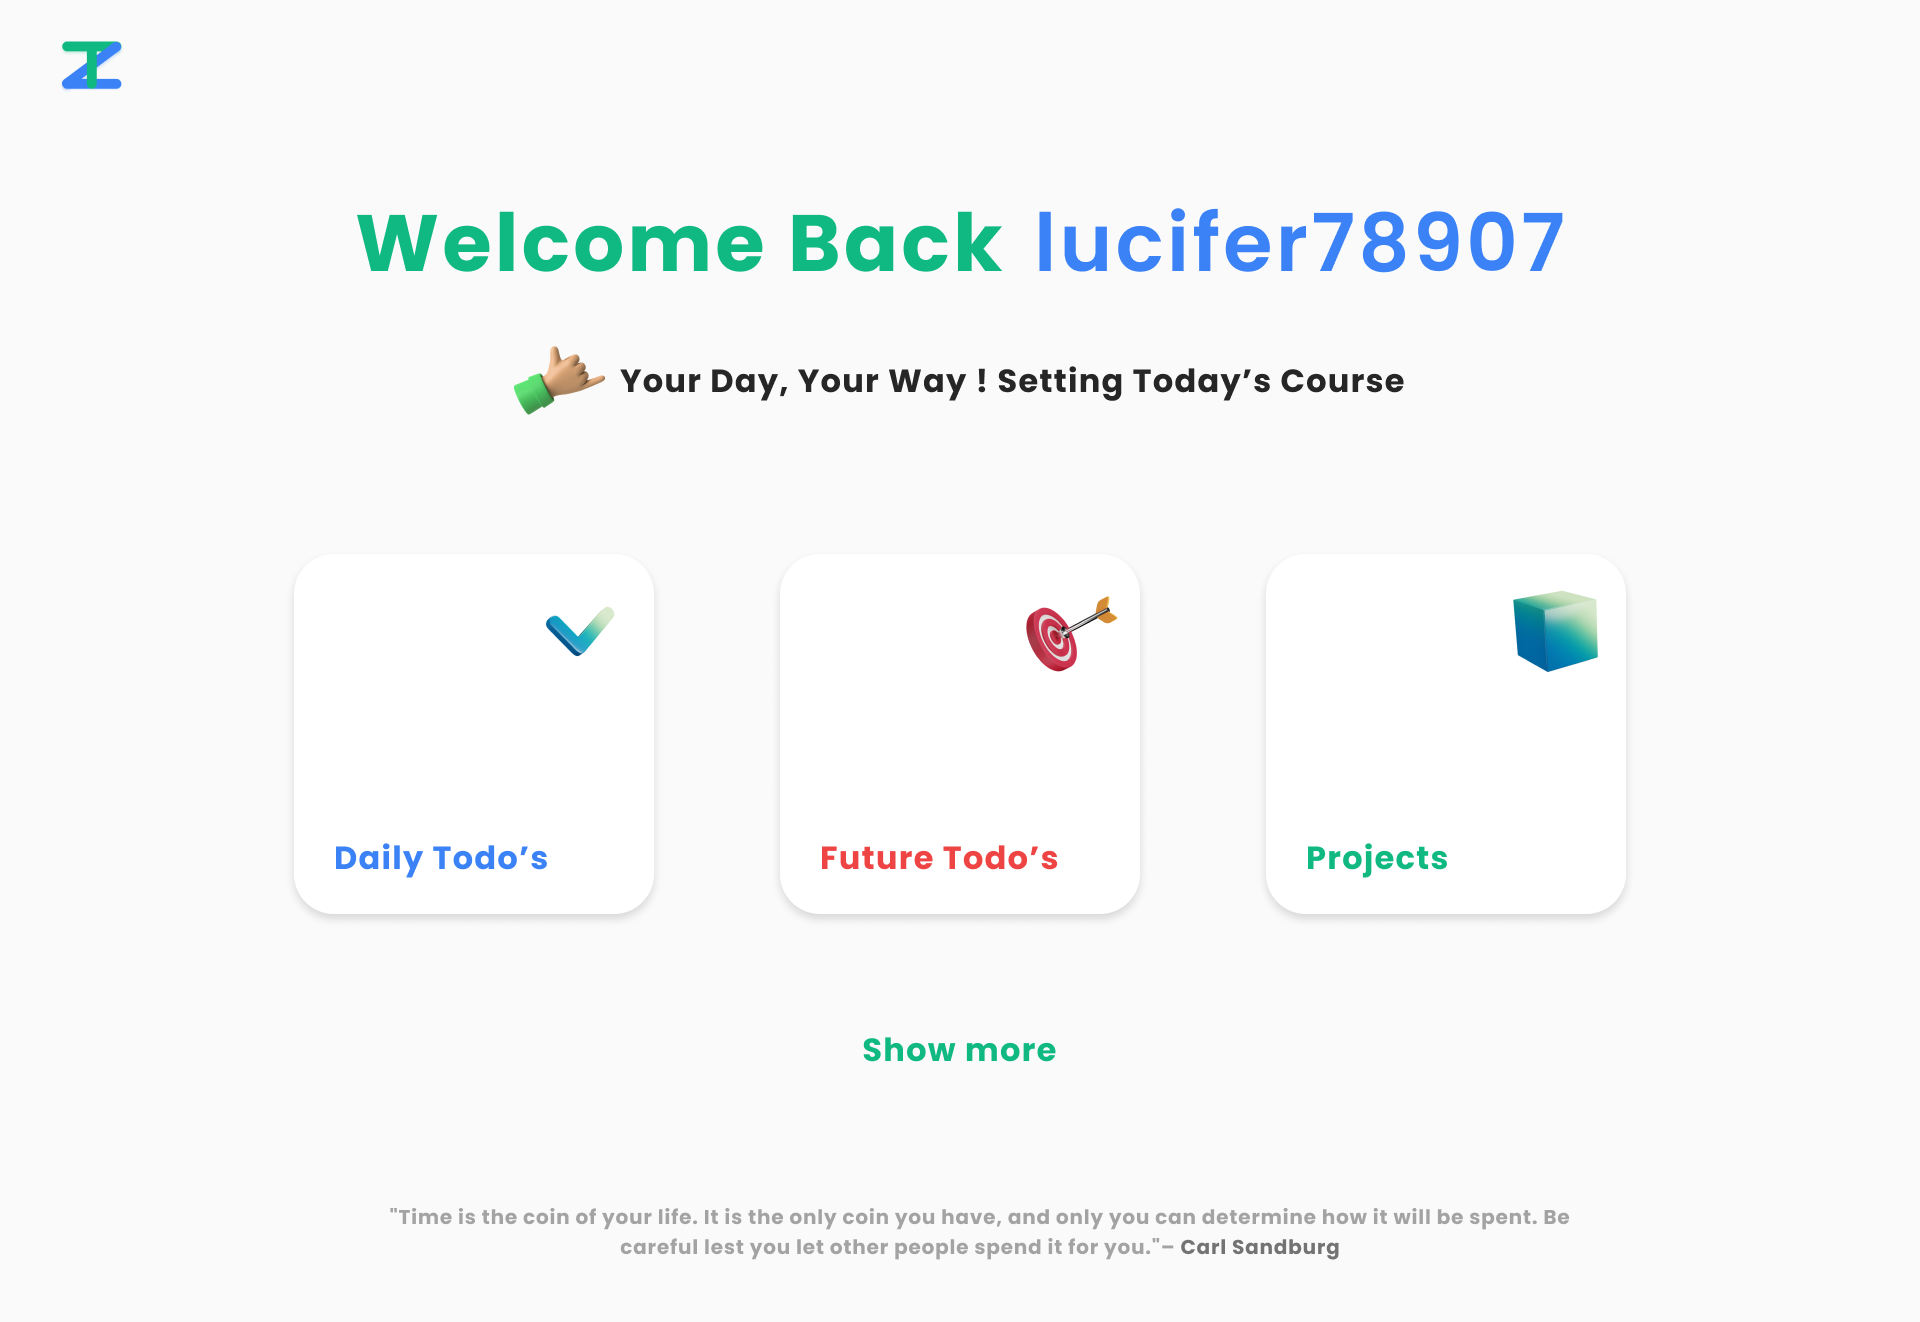 Welcome Back lucifer78907
Your Day, Your Way ! Setting Today’s Course
Daily Todo’s
Future Todo’s
Projects
Show more
"Time is the coin of your life. It is the only coin you have, and only you can determine how it will be spent. Be
careful lest you let other people spend it for you."– Carl Sandburg